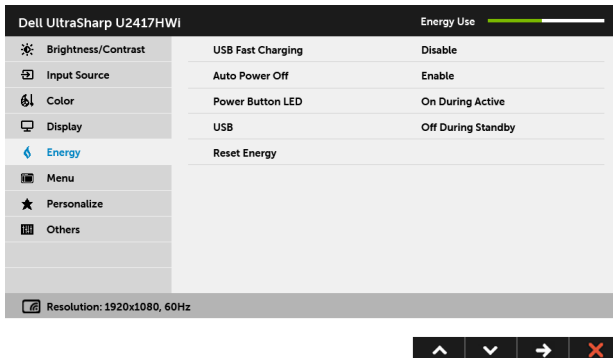 Dell UltraSharp U2417HWi Energy Use
Brightness/Contrast USB Fast Charging Disable
Input Source Auto Power Off Enable
Color Power Button LED On During Active
Display USB Off During Standby
Energy Reset Energy
Menu
Personalize
Others
Resolution: 1920x1080, 60Hz